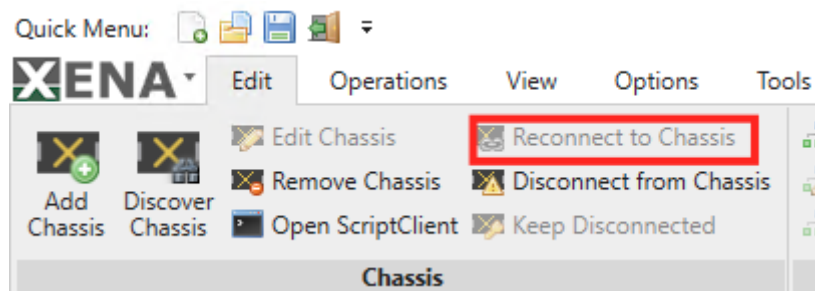 Quick Menu:
XENA Edit Operations View Options Tools
Edit Chassis Reconnect to Chassis
Add Chassis Discover Chassis Remove Chassis Disconnect from Chassis
Open ScriptClient Keep Disconnected
Chassis